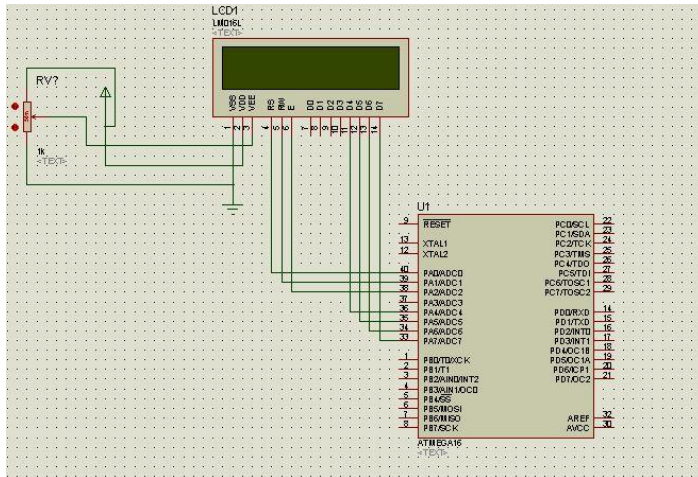 LCD1
LM016L
<TEXT>
RV?
1k
<TEXT>
VSS
VDD
VEE
RS
RW
E
D0
D1
D2
D3
D4
D5
D6
D7
1
2
3
4
5
6
7
8
9
10
11
12
13
14
U1
9 RESET
13 XTAL1
12 XTAL2
40 PA0/ADC0
39 PA1/ADC1
38 PA2/ADC2
37 PA3/ADC3
36 PA4/ADC4
35 PA5/ADC5
34 PA6/ADC6
33 PA7/ADC7
1 PB0/T0/XCK
2 PB1/T1
3 PB2/AIN0/INT2
4 PB3/AIN1/OC0
5 PB4/SS
6 PB5/MOSI
7 PB6/MISO
8 PB7/SCK
PC0/SCL 22
PC1/SDA 23
PC2/TCK 24
PC3/TMS 25
PC4/TDO 26
PC5/TDI 27
PC6/TOSC1 28
PC7/TOSC2 29
PD0/RXD 14
PD1/TXD 15
PD2/INT0 16
PD3/INT1 17
PD4/OC1B 18
PD5/OC1A 19
PD6/ICP1 20
PD7/OC2 21
AREF 32
AVCC 30
ATMEGA16
<TEXT>